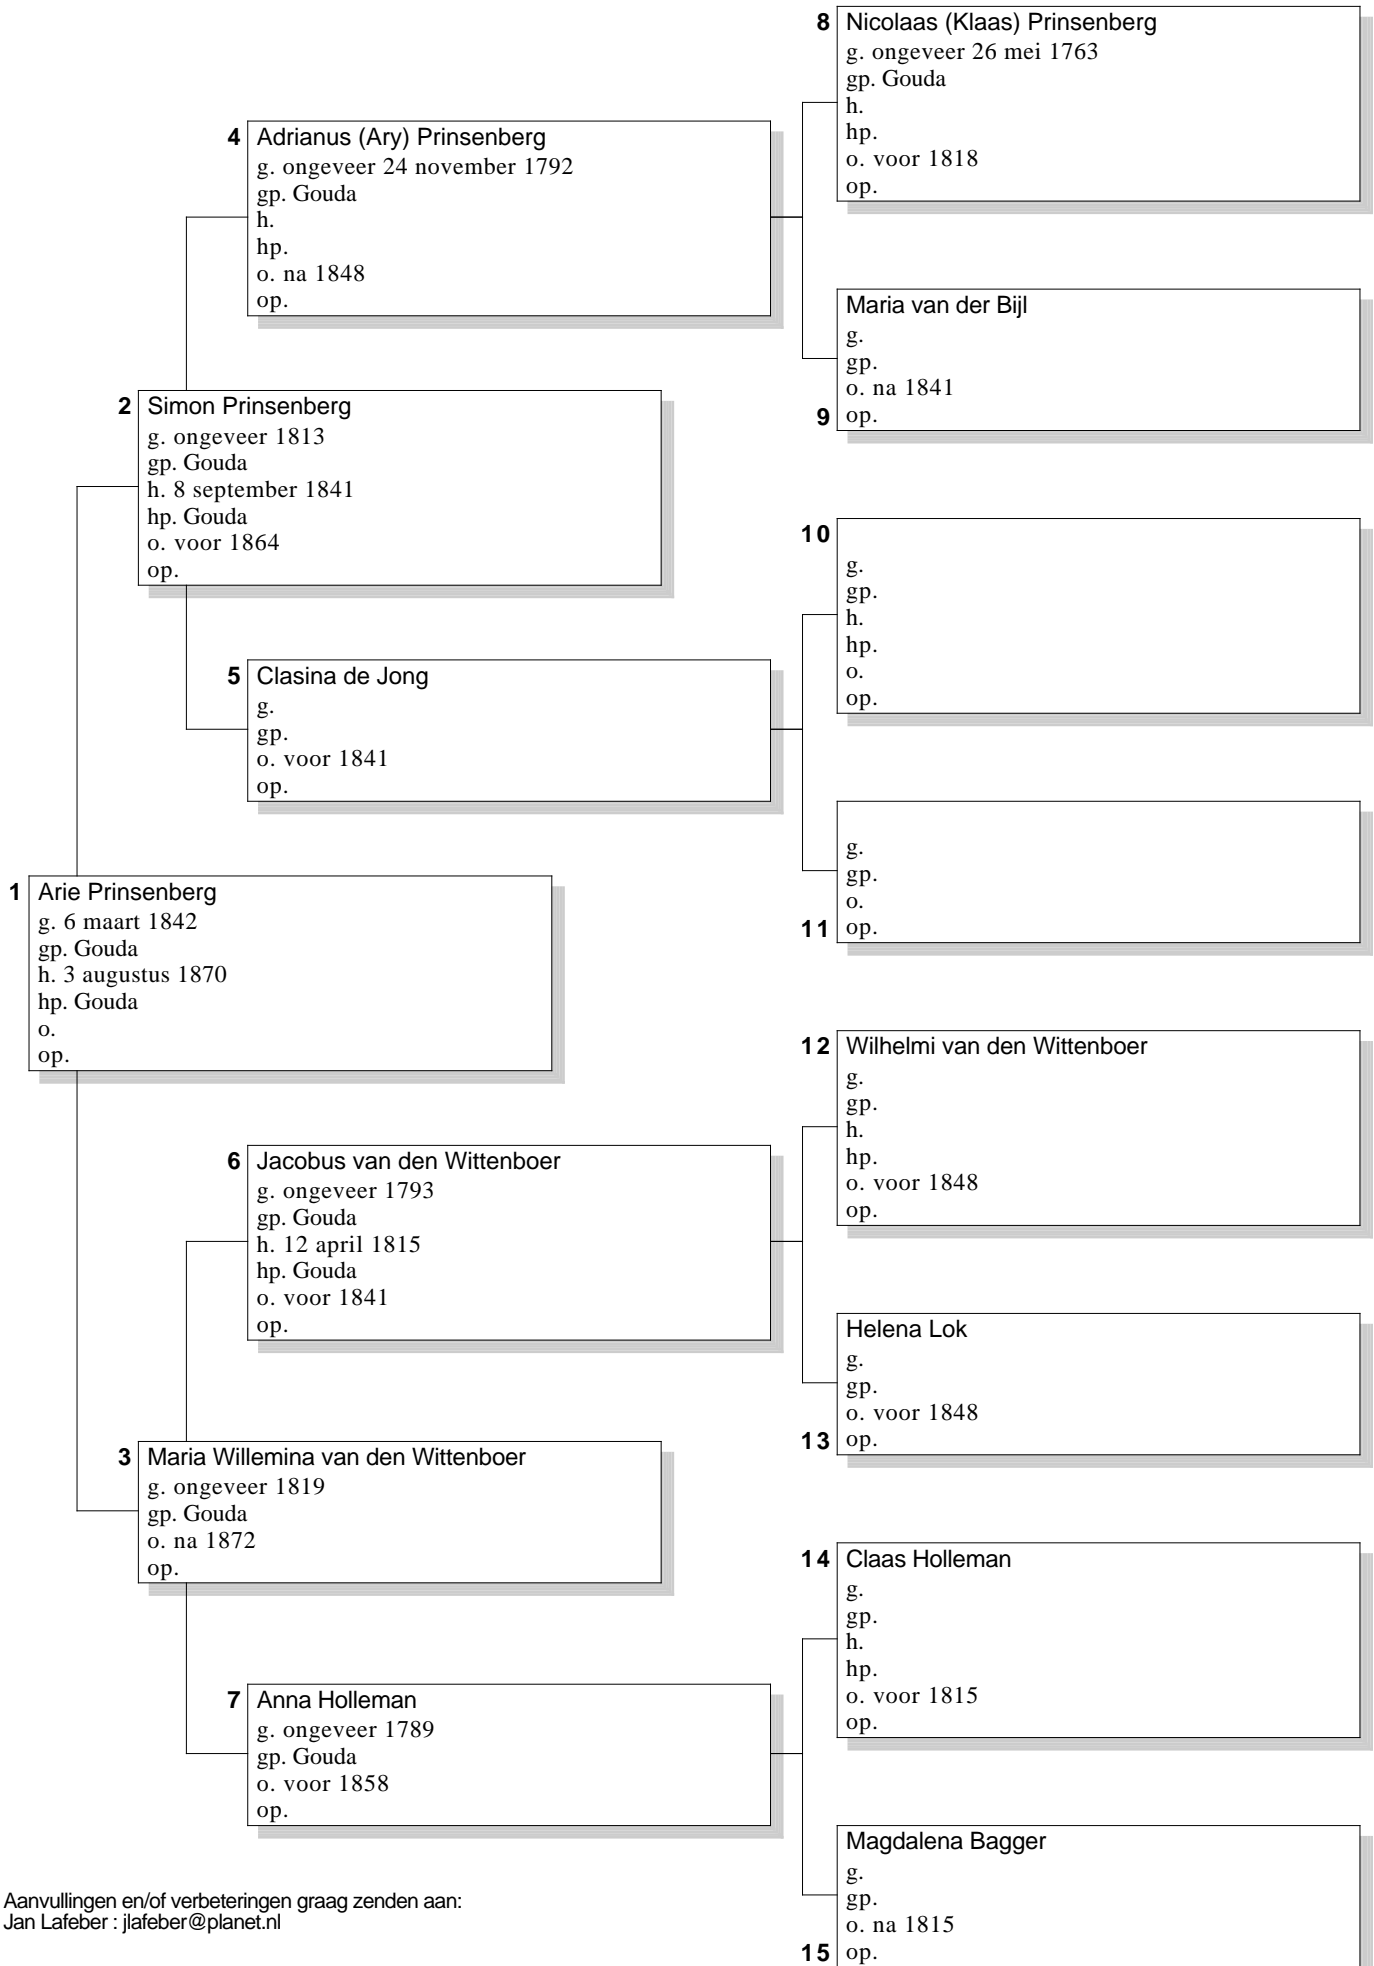 8 Nicolaas (Klaas) Prinsenberg
g. ongeveer 26 mei 1763
gp. Gouda
h.
hp.
o. voor 1818
op.
4 Adrianus (Ary) Prinsenberg
g. ongeveer 24 november 1792
gp. Gouda
h.
hp.
o. na 1848
op.
Maria van der Bijl
g.
gp.
o. na 1841
9 op.
2 Simon Prinsenberg
g. ongeveer 1813
gp. Gouda
h. 8 september 1841
hp. Gouda
o. voor 1864
op.
10
g.
gp.
h.
hp.
o.
op.
5 Clasina de Jong
g.
gp.
o. voor 1841
op.
g.
gp.
o.
11 op.
1 Arie Prinsenberg
g. 6 maart 1842
gp. Gouda
h. 3 augustus 1870
hp. Gouda
o.
op.
12 Wilhelmi van den Wittenboer
g.
gp.
h.
hp.
o. voor 1848
op.
6 Jacobus van den Wittenboer
g. ongeveer 1793
gp. Gouda
h. 12 april 1815
hp. Gouda
o. voor 1841
op.
Helena Lok
g.
gp.
o. voor 1848
13 op.
3 Maria Willemina van den Wittenboer
g. ongeveer 1819
gp. Gouda
o. na 1872
op.
14 Claas Holleman
g.
gp.
h.
hp.
o. voor 1815
op.
7 Anna Holleman
g. ongeveer 1789
gp. Gouda
o. voor 1858
op.
Magdalena Bagger
g.
gp.
o. na 1815
15 op.
Aanvullingen en/of verbeteringen graag zenden aan:
Jan Lafeber : jlafeber@planet.nl